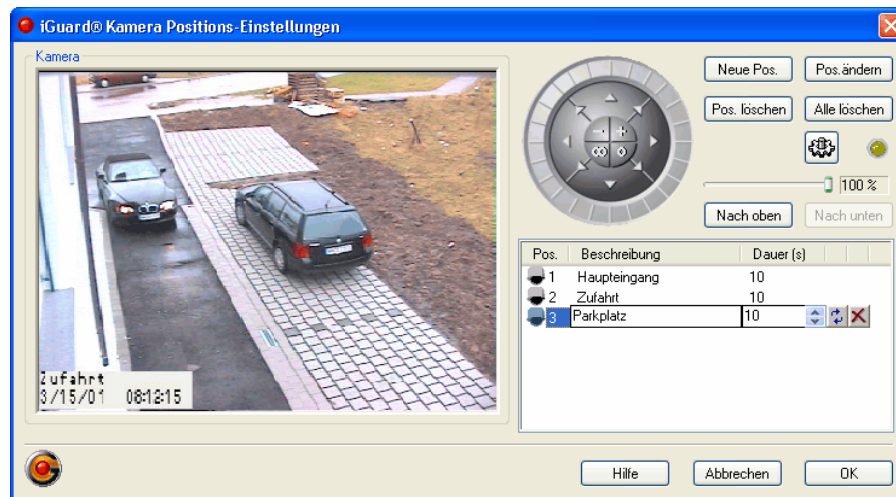 iGuard® Kamera Positions-Einstellungen
Kamera
Zufahrt
3/15/01 08:12:15
Neue Pos.
Pos.ändern
Pos. löschen
Alle löschen
100 %
Nach oben
Nach unten
Pos. Beschreibung Dauer (s)
1 Haupteingang 10
2 Zufahrt 10
3 Parkplatz 10
Hilfe
Abbrechen
OK